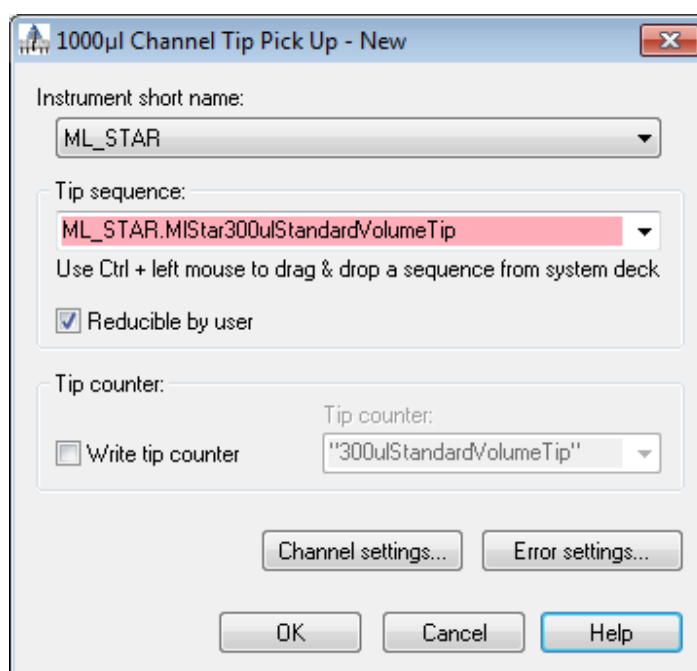 1000µl Channel Tip Pick Up - New
Instrument short name:
ML_STAR
Tip sequence:
ML_STAR.MlStar300ulStandardVolumeTip
Use Ctrl + left mouse to drag & drop a sequence from system deck
Reducible by user
Tip counter:
Tip counter:
Write tip counter
"300ulStandardVolumeTip"
Channel settings...
Error settings...
OK
Cancel
Help